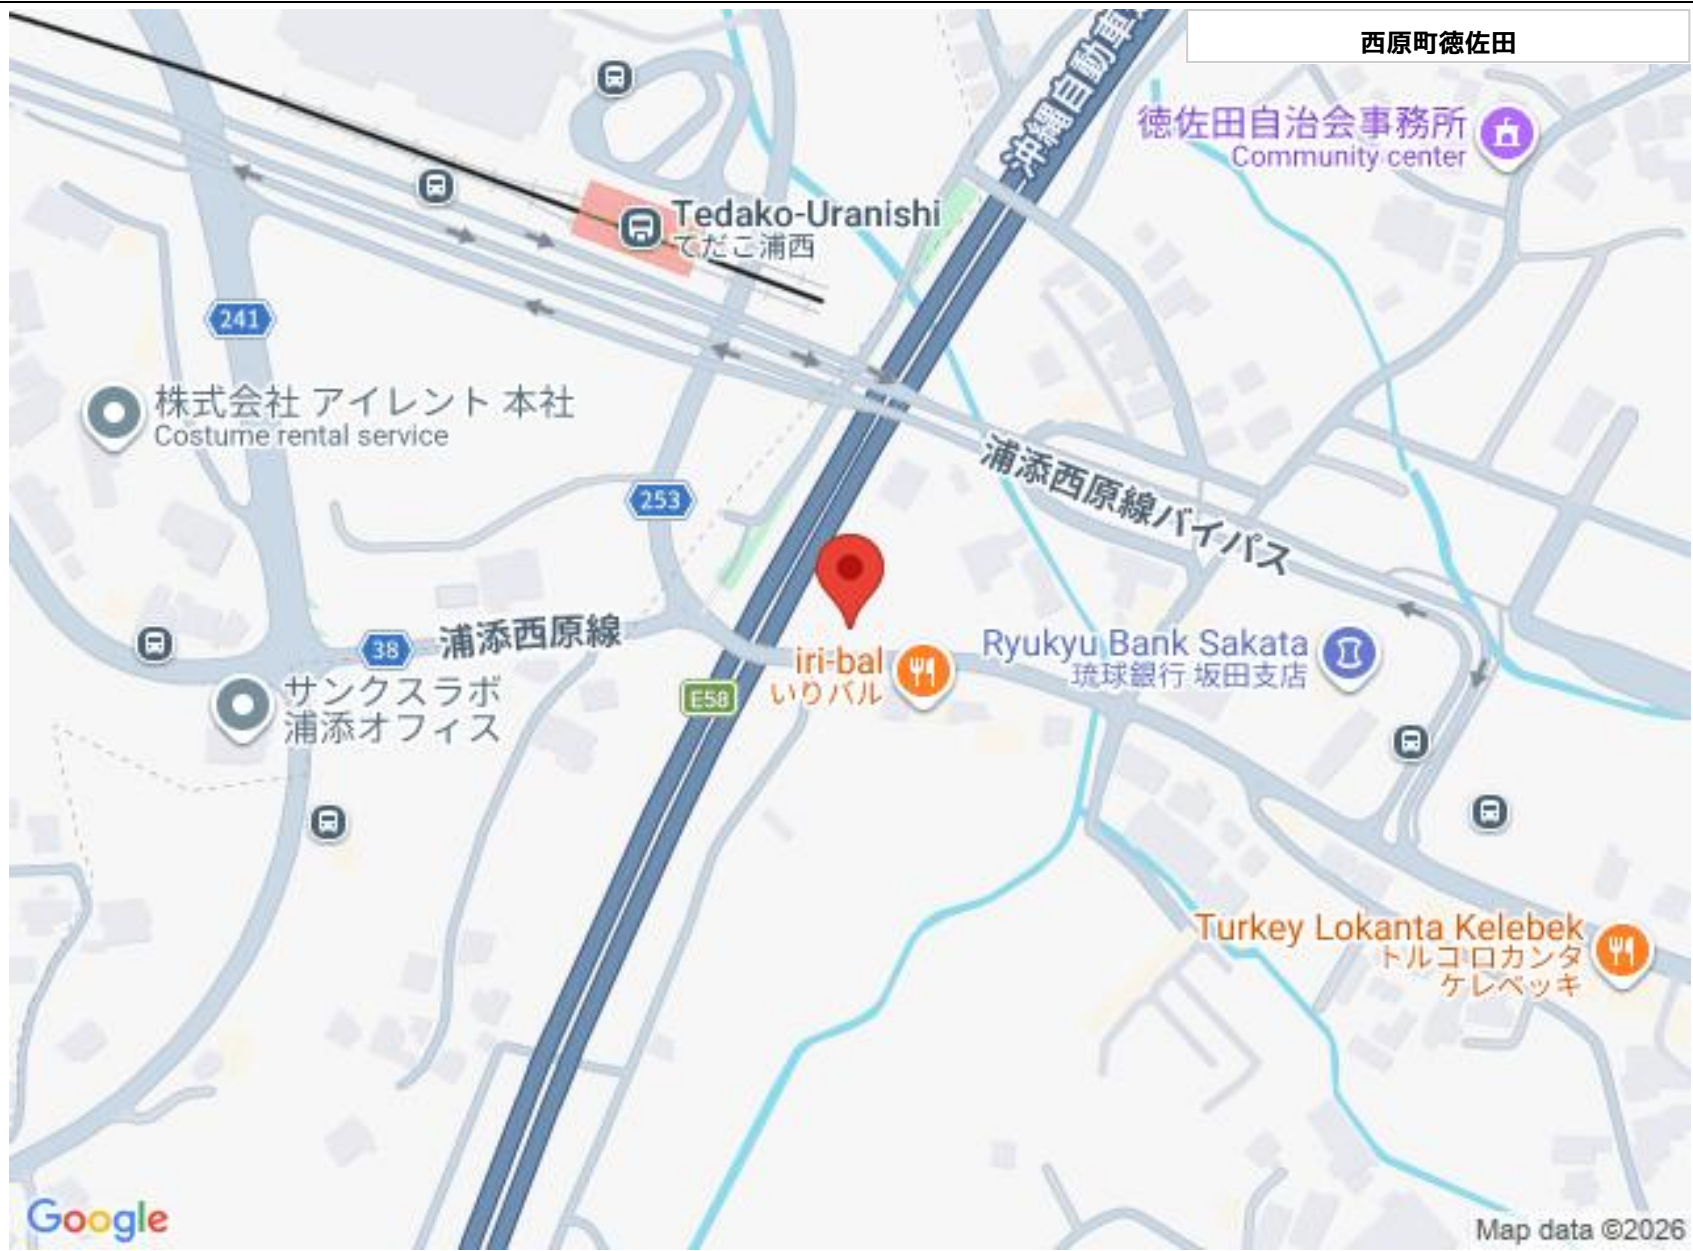 西原町徳佐田
沖縄自動車
徳佐田自治会事務所
Community center
Tedako-Uranishi
てだこ浦西
241
株式会社 アイレント 本社
Costume rental service
253
浦添西原線バイパス
38
浦添西原線
iri-bal
いりバル
Ryukyu Bank Sakata
琉球銀行 坂田支店
E58
サンクスラボ
浦添オフィス
Turkey Lokanta Kelebek
トルコ ロカンタ
ケレベッキ
Google
Map data ©2026